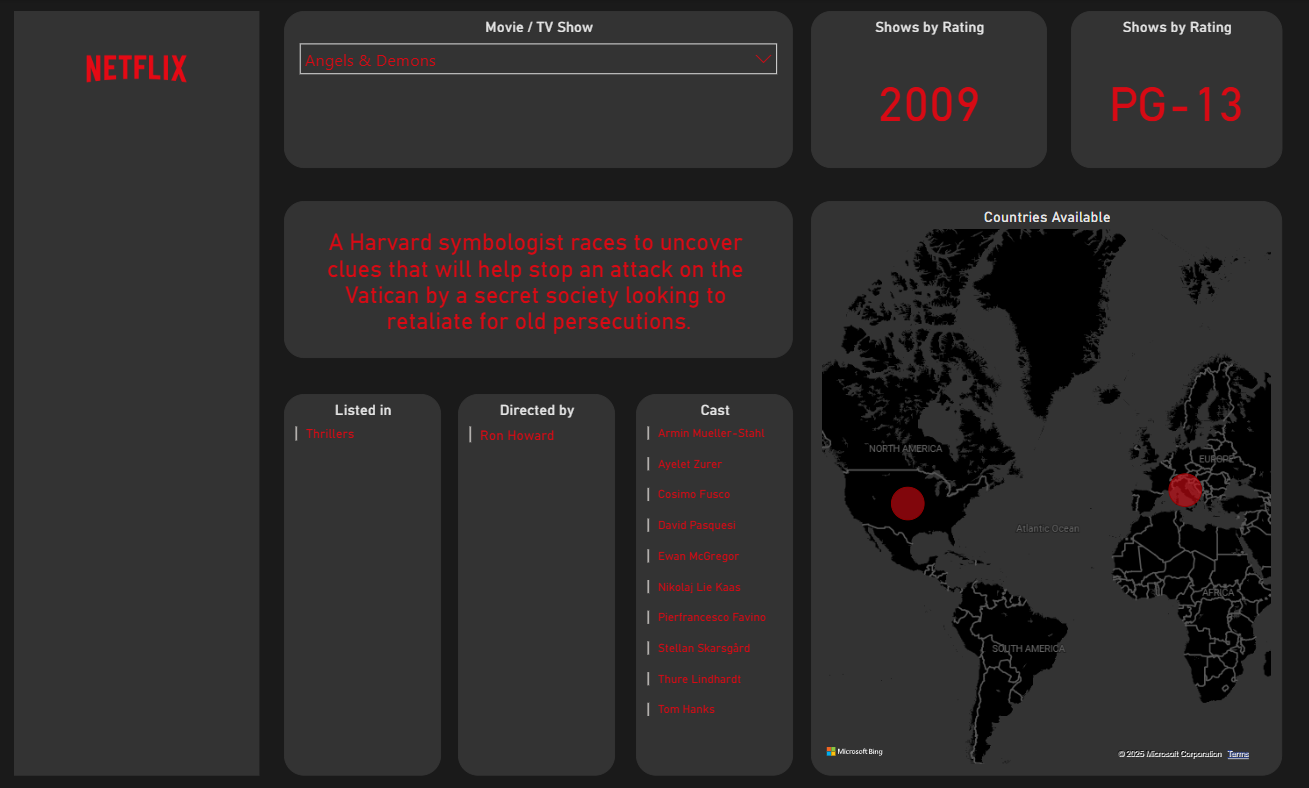 NETFLIX
Movie / TV Show
Angels & Demons
Shows by Rating
2009
Shows by Rating
PG-13
A Harvard symbologist races to uncover
clues that will help stop an attack on the
Vatican by a secret society looking to
retaliate for old persecutions.
Listed in
Thrillers
Directed by
Ron Howard
Cast
Armin Mueller-Stahl
Ayelet Zurer
Cosimo Fusco
David Pasquesi
Ewan McGregor
Nikolaj Lie Kaas
Pierfrancesco Favino
Stellan Skarsgård
Thure Lindhardt
Tom Hanks
Countries Available
NORTH AMERICA
EUROPE
Atlantic Ocean
AFRICA
SOUTH AMERICA
Microsoft Bing
© 2025 Microsoft Corporation Terms